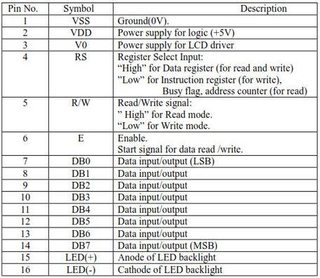 Pin No. Symbol Description
1 VSS Ground(0V).
2 VDD Power supply for logic (+5V)
3 V0 Power supply for LCD driver
4 RS Register Select Input:
“High” for Data register (for read and write)
“Low” for Instruction register (for write),
Busy flag, address counter (for read)
5 R/W Read/Write signal:
” High” for Read mode.
“Low” for Write mode.
6 E Enable.
Start signal for data read /write.
7 DB0 Data input/output (LSB)
8 DB1 Data input/output
9 DB2 Data input/output
10 DB3 Data input/output
11 DB4 Data input/output
12 DB5 Data input/output
13 DB6 Data input/output
14 DB7 Data input/output (MSB)
15 LED(+) Anode of LED backlight
16 LED(-) Cathode of LED backlight